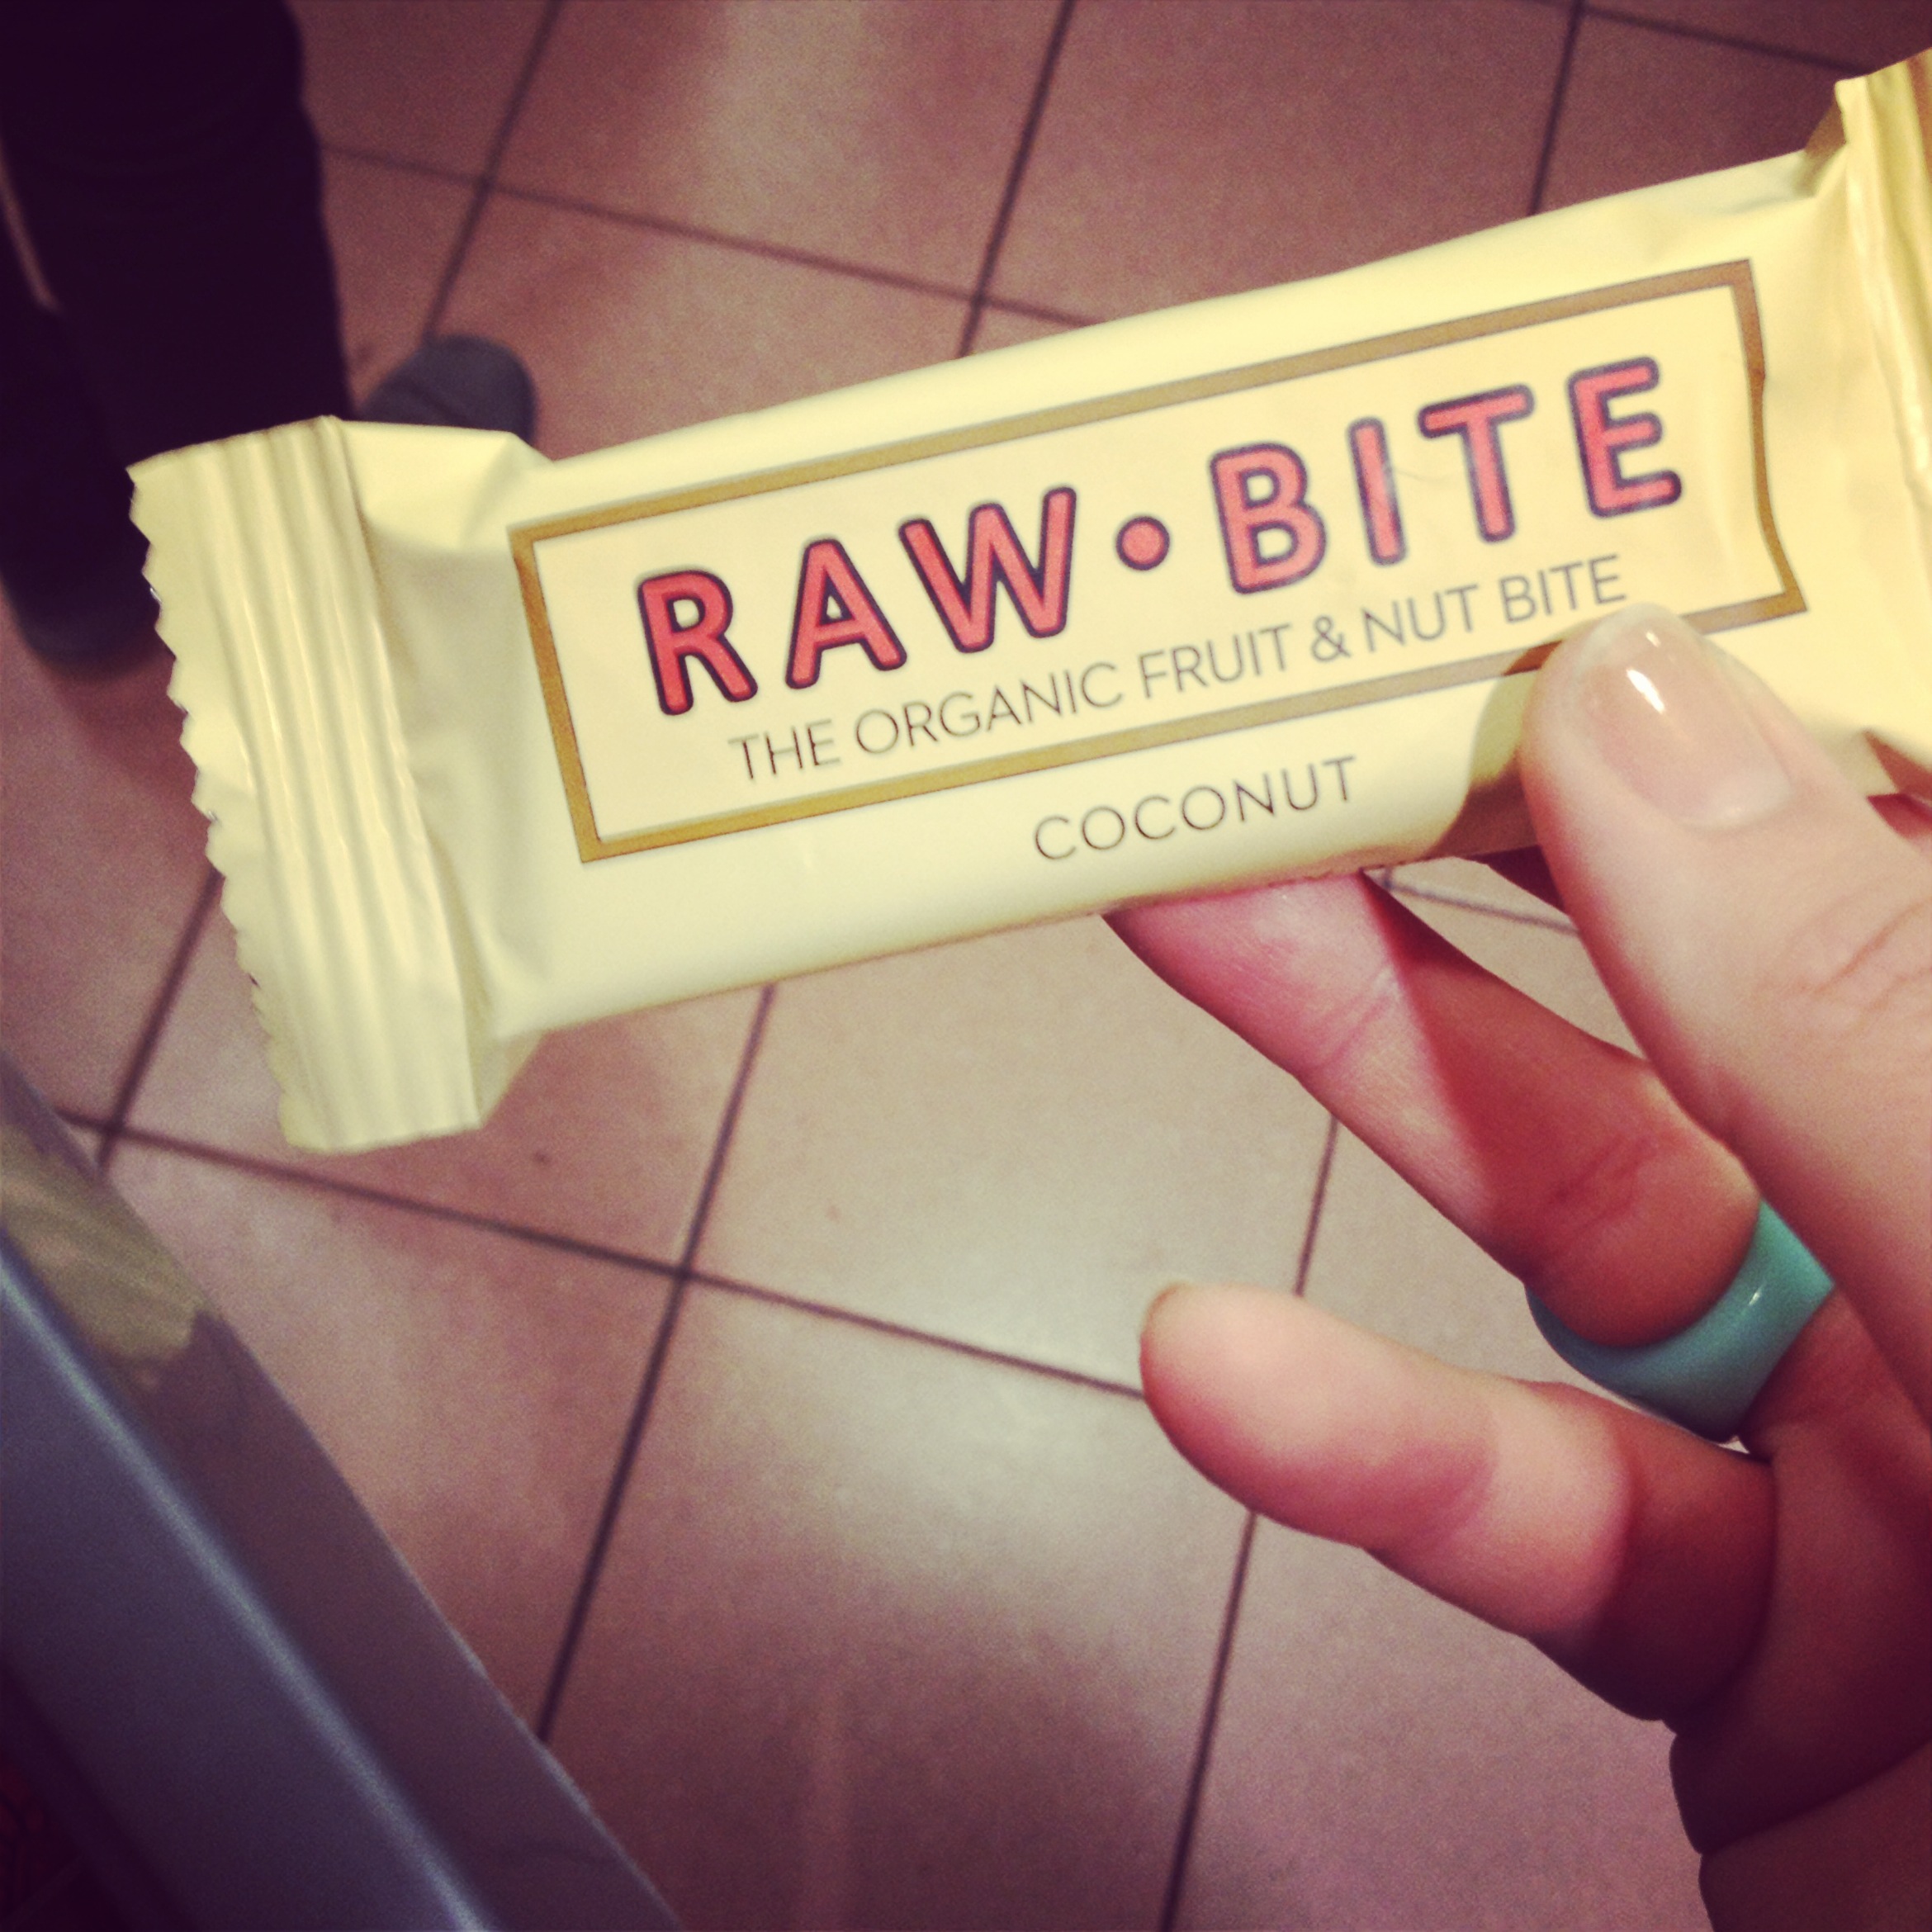 RAW•BITE
THE ORGANIC FRUIT & NUT BITE
COCONUT